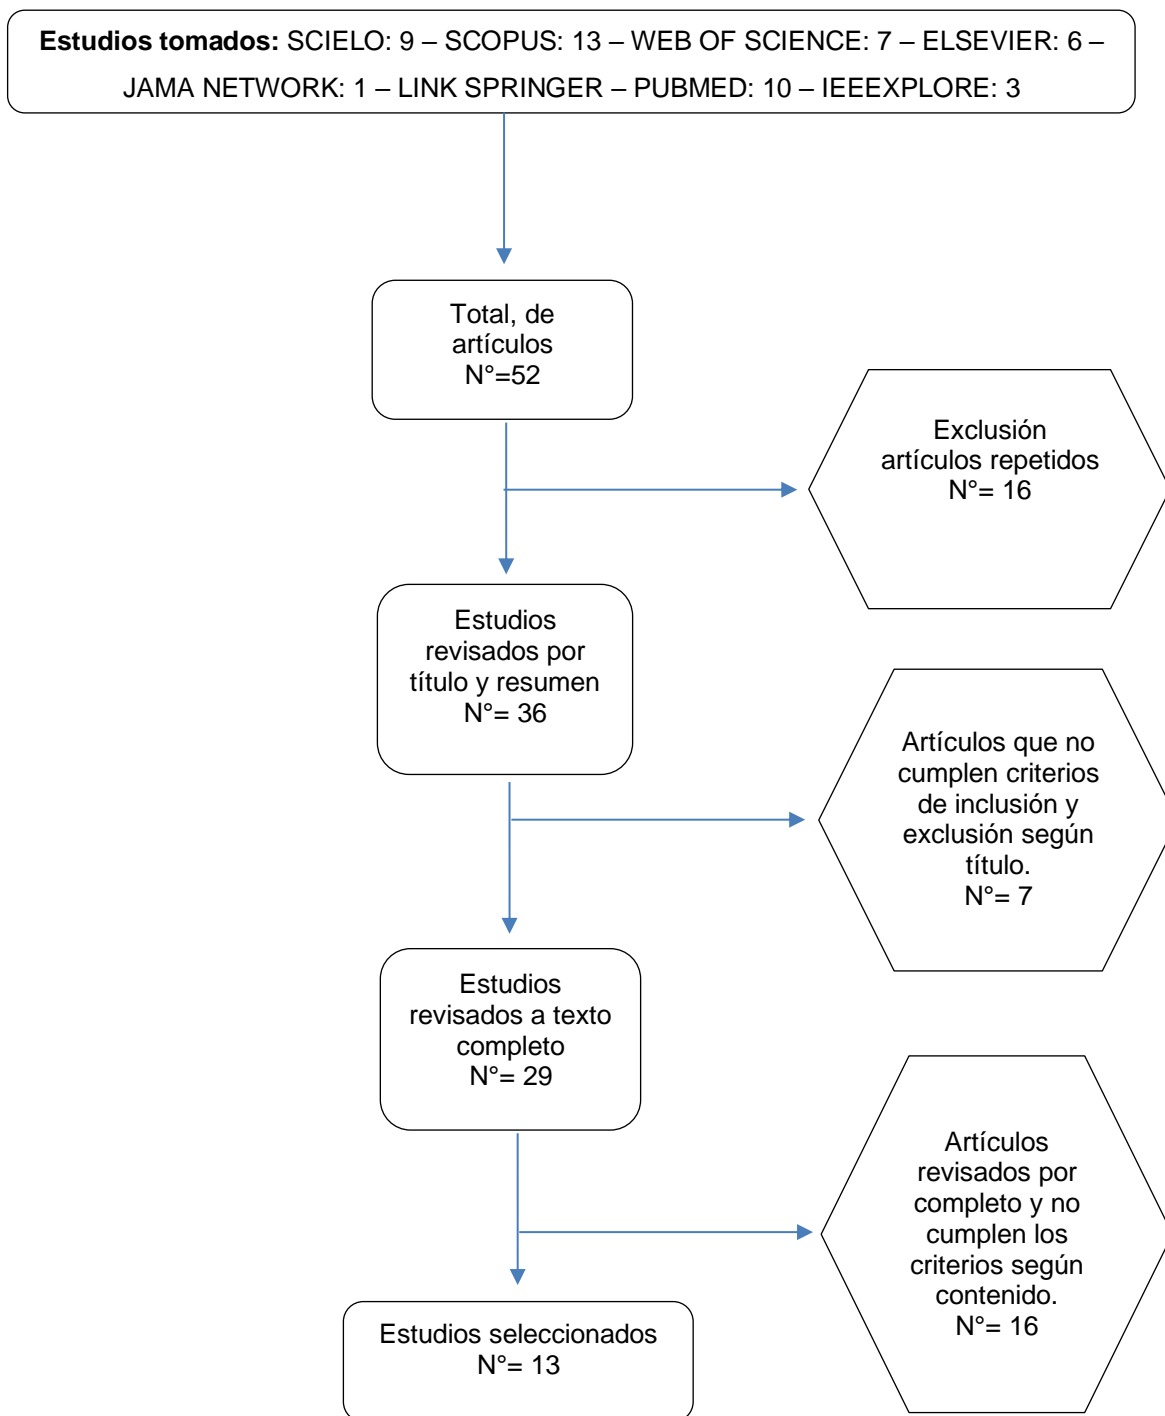 Estudios tomados: SCIELO: 9 – SCOPUS: 13 – WEB OF SCIENCE: 7 – ELSEVIER: 6 –
JAMA NETWORK: 1 – LINK SPRINGER – PUBMED: 10 – IEEEXPLORE: 3
Total, de
artículos
N°=52
Exclusión
artículos repetidos
N°= 16
Estudios
revisados por
título y resumen
N°= 36
Artículos que no
cumplen criterios
de inclusión y
exclusión según
título.
N°= 7
Estudios
revisados a texto
completo
N°= 29
Artículos
revisados por
completo y no
cumplen los
criterios según
contenido.
N°= 16
Estudios seleccionados
N°= 13